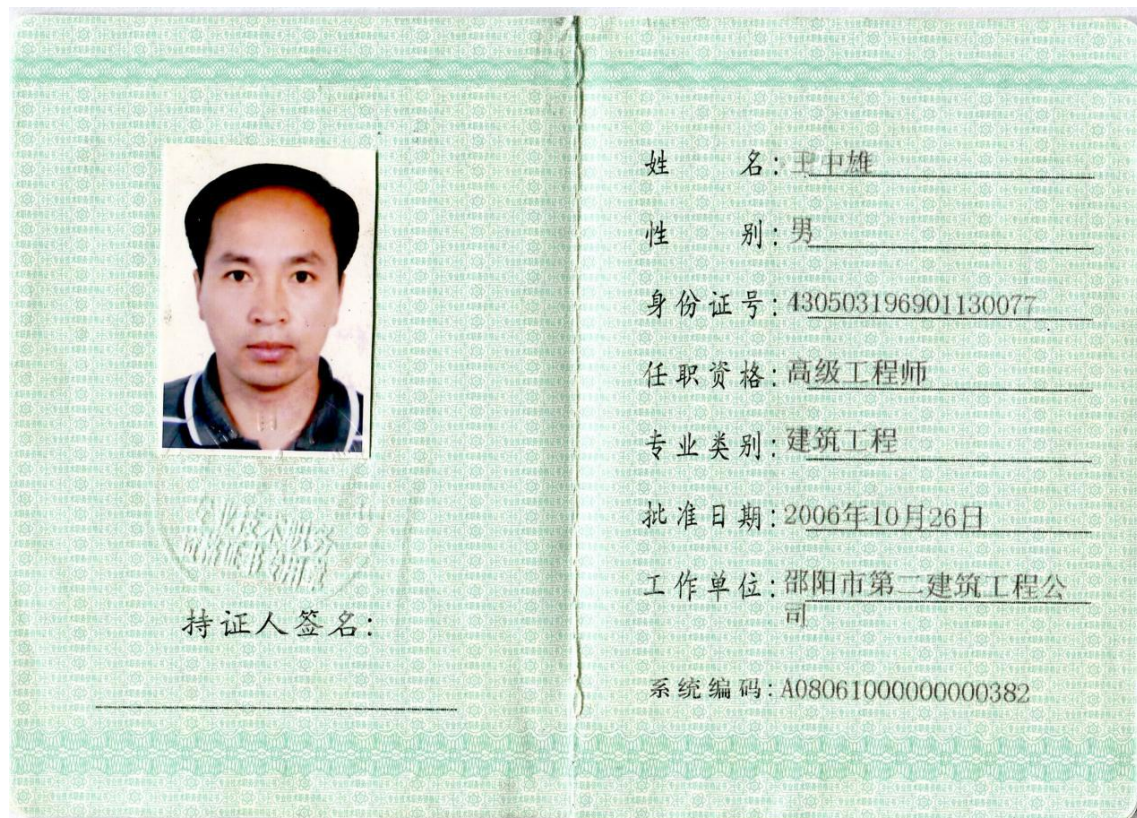 持证人签名:
姓 名: 王中雄
性 别: 男
身份证号: 430503196901130077
任职资格: 高级工程师
专业类别: 建筑工程
批准日期: 2006年10月26日
工作单位: 邵阳市第二建筑工程公
司
系统编码: A08061000000000382